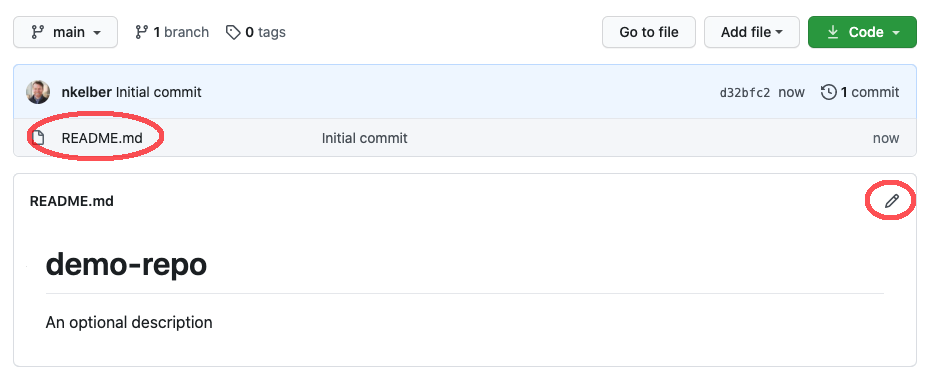 main 1 branch 0 tags Go to file Add file Code
nkelber Initial commit d32bfc2 now 1 commit
README.md Initial commit now
README.md
demo-repo
An optional description